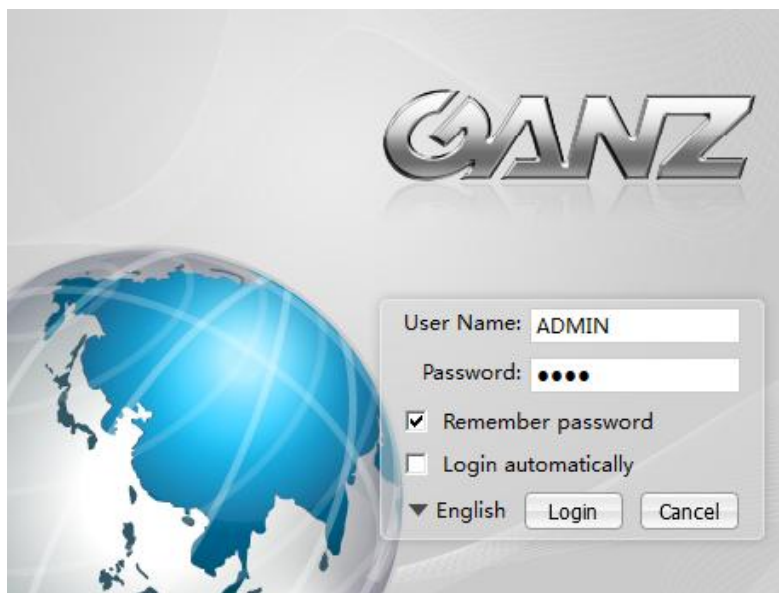 GANZ
User Name: ADMIN
Password: ●●●●
Remember password
Login automatically
English Login Cancel